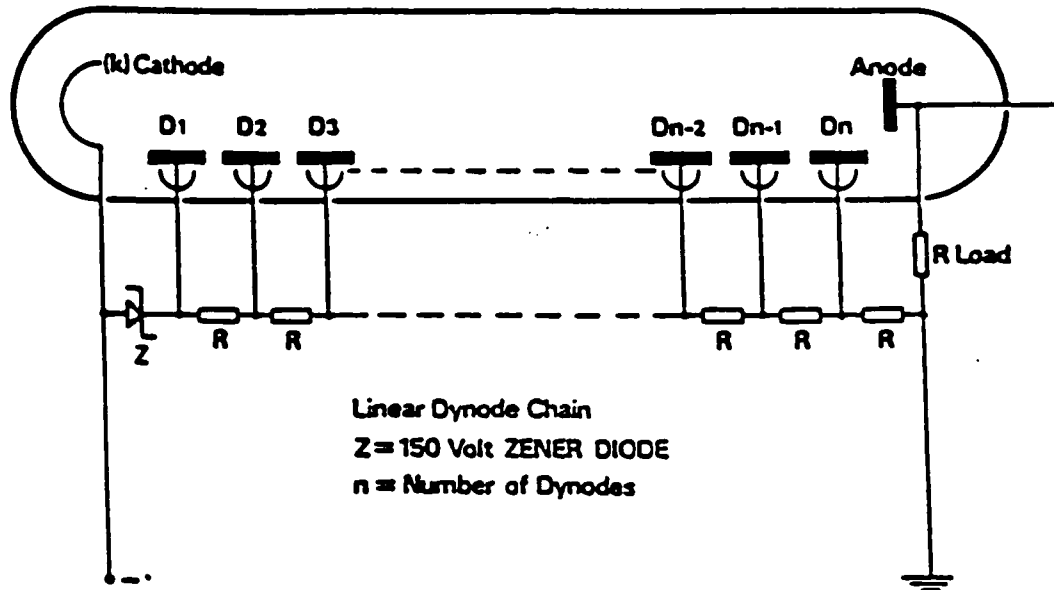 (k) Cathode
Anode
D1 D2 D3 Dn-2 Dn-1 Dn
R Load
Z R R R R R
Linear Dynode Chain
Z = 150 Volt ZENER DIODE
n = Number of Dynodes